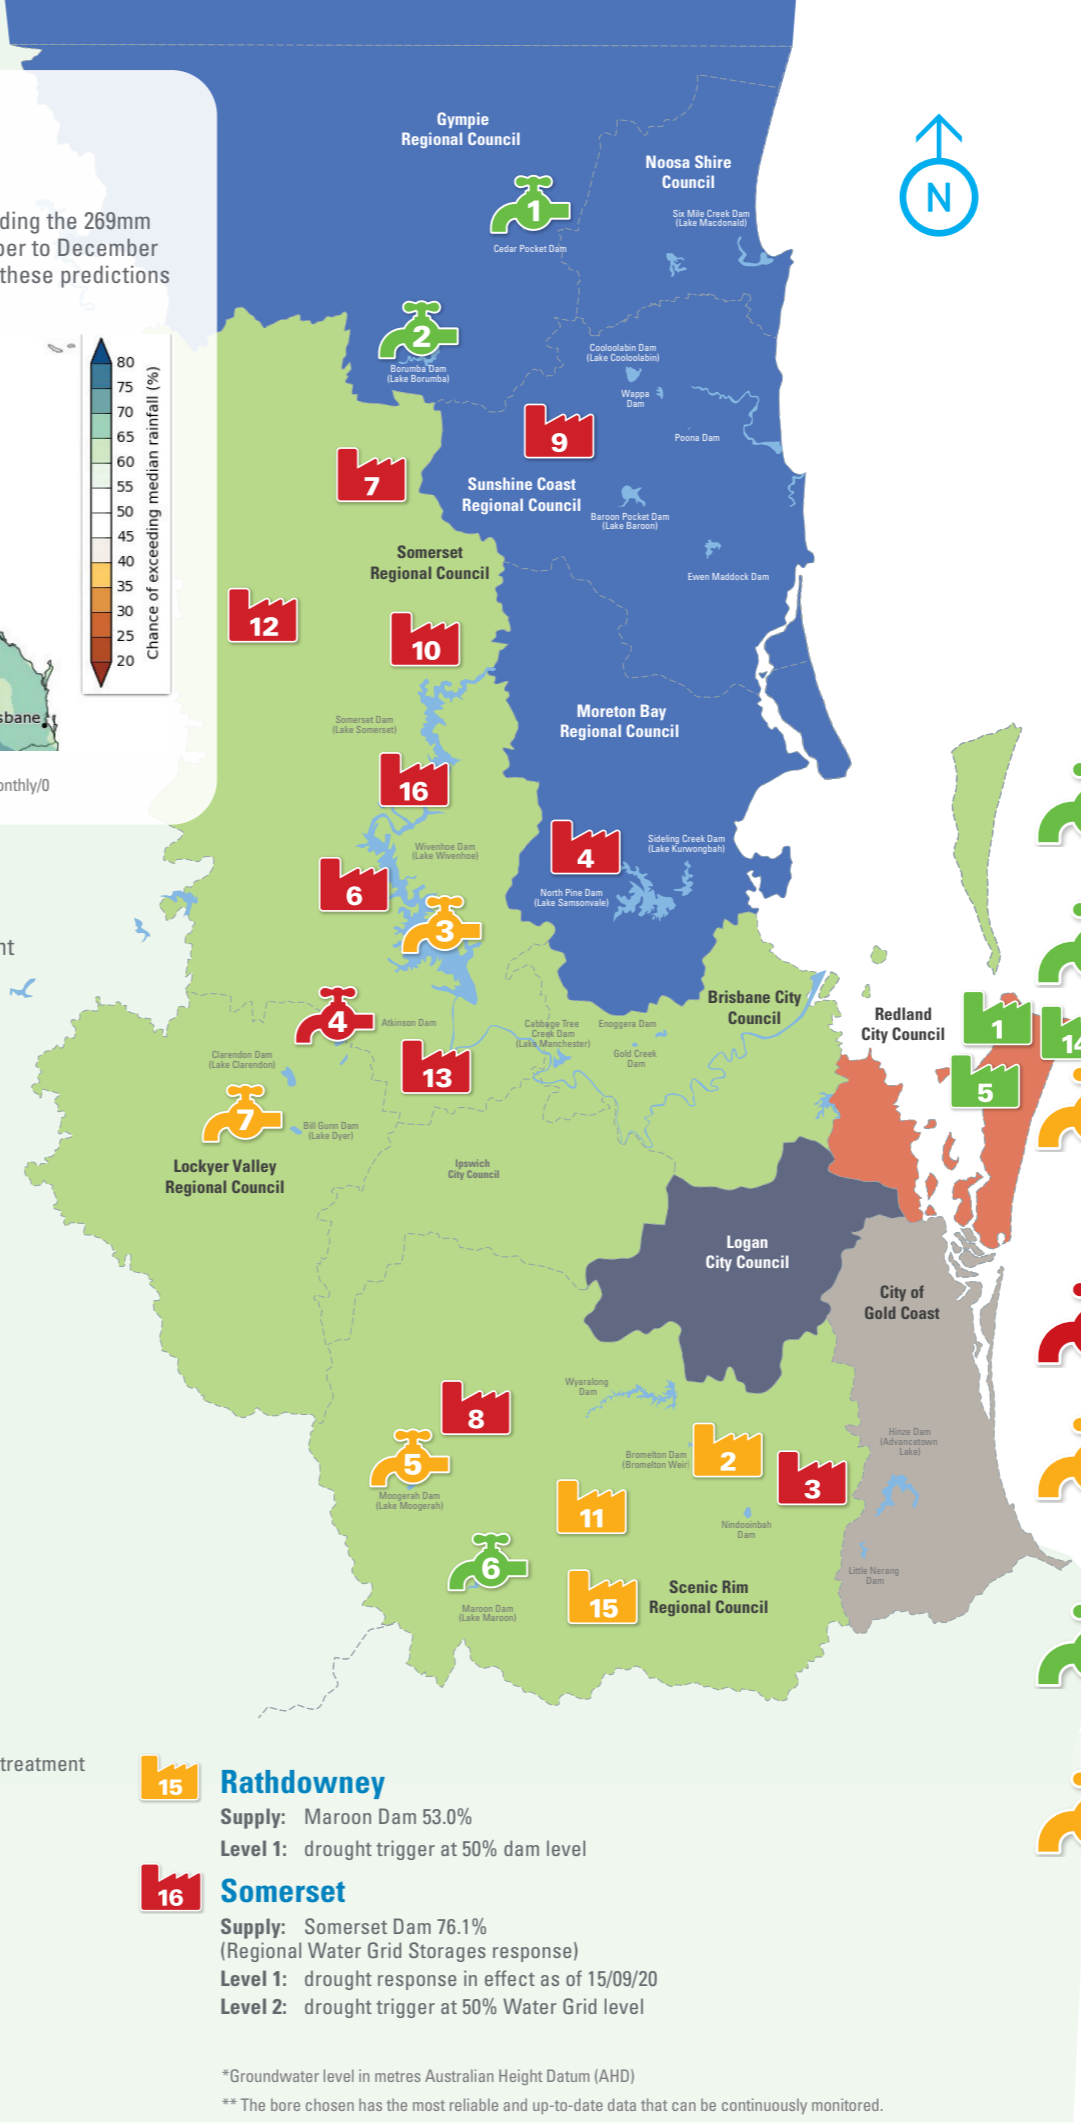 Gympie
Regional Council
Noosa Shire
Council
1
Six Mile Creek Dam
(Lake Macdonald)
N
ding the 269mm
ber to December
these predictions
Cedar Pocket Dam
2
Borumba Dam
(Lake Borumba)
Cooloolabin Dam
(Lake Cooloolabin)
Wappa
Dam
Poona Dam
80
75
70
65
60
55
50
45
40
35
30
25
20
Chance of exceeding median rainfall (%)
9
7
Sunshine Coast
Regional Council
Baroon Pocket Dam
(Lake Baroon)
Somerset
Regional Council
Ewen Maddock Dam
12
10
sbane
Somerset Dam
(Lake Somerset)
Moreton Bay
Regional Council
onthly/0
16
Wivenhoe Dam
(Lake Wivenhoe)
4
Sideling Creek Dam
(Lake Kurwongbah)
6
North Pine Dam
(Lake Samsonvale)
3
nt
Brisbane City
Council
Redland
City Council
1
14
4
Atkinson Dam
Cabbage Tree
Creek Dam
(Lake Manchester)
Enoggera Dam
Gold Creek
Dam
Clarendon Dam
(Lake Clarendon)
13
5
7
Bill Gunn Dam
(Lake Dyer)
Lockyer Valley
Regional Council
Ipswich
City Council
Logan
City Council
City of
Gold Coast
Wyaralong
Dam
8
Hinze Dam
(Advancetown
Lake)
5
Bromelton Dam
(Bromelton Weir)
2
3
Moogerah Dam
(Lake Moogerah)
11
Nindooinbah
Dam
6
Little Nerang
Dam
Maroon Dam
(Lake Maroon)
15
Scenic Rim
Regional Council
treatment
15
Rathdowney
Supply: Maroon Dam 53.0%
Level 1: drought trigger at 50% dam level
16
Somerset
Supply: Somerset Dam 76.1%
(Regional Water Grid Storages response)
Level 1: drought response in effect as of 15/09/20
Level 2: drought trigger at 50% Water Grid level
*Groundwater level in metres Australian Height Datum (AHD)
** The bore chosen has the most reliable and up-to-date data that can be continuously monitored.